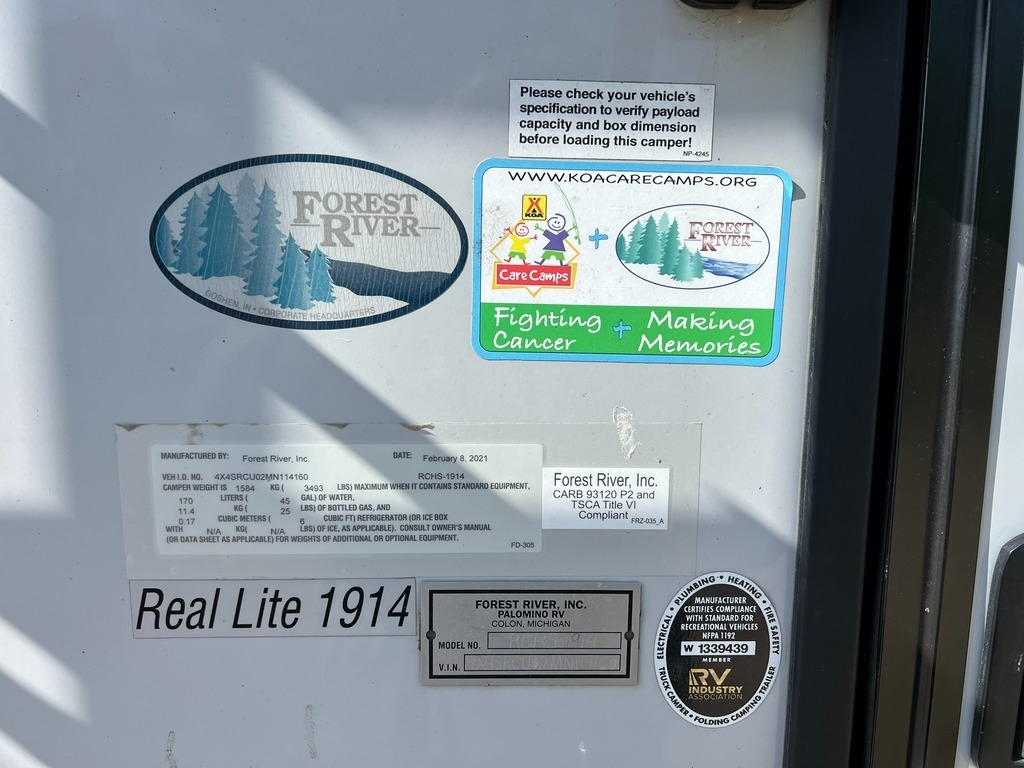 Please check your vehicle's
specification to verify payload
capacity and box dimension
before loading this camper!
NP-4245
FOREST
RIVER
GOSHEN, IN • CORPORATE HEADQUARTERS
WWW.KOACARECAMPS.ORG
KOA
Care Camps
+
FOREST
RIVER
Fighting
Cancer
+
Making
Memories
MANUFACTURED BY: Forest River, Inc. DATE: February 8, 2021
VEH I.D. NO. 4X4SRCU02MN114160 RCHS-1914
CAMPER WEIGHT IS 1584 KG ( 3493 LBS) MAXIMUM WHEN IT CONTAINS STANDARD EQUIPMENT,
170 LITERS ( 45 GAL) OF WATER,
11.4 KG ( 25 LBS) OF BOTTLED GAS, AND
0.17 CUBIC METERS ( 6 CUBIC FT) REFRIGERATOR (OR ICE BOX
WITH N/A KG( N/A LBS) OF ICE, AS APPLICABLE). CONSULT OWNER'S MANUAL
(OR DATA SHEET AS APPLICABLE) FOR WEIGHTS OF ADDITIONAL OR OPTIONAL EQUIPMENT.
FD-305
Forest River, Inc.
CARB 93120 P2 and
TSCA Title VI
Compliant
FRZ-035_A
Real Lite 1914
FOREST RIVER, INC.
PALOMINO RV
COLON, MICHIGAN
MODEL NO.
V.I.N.
ELECTRICAL • PLUMBING • HEATING • FIRE SAFETY
MANUFACTURER
CERTIFIES COMPLIANCE
WITH STANDARD FOR
RECREATIONAL VEHICLES
NFPA 1192
W 1339439
MEMBER
RV
INDUSTRY
ASSOCIATION
TRUCK CAMPER • FOLDING CAMPING TRAILER